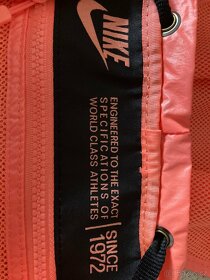 NIKE
ENGINEERED TO THE EXACT
SPECIFICATIONS OF
WORLD CLASS ATHLETES
SINCE
1972